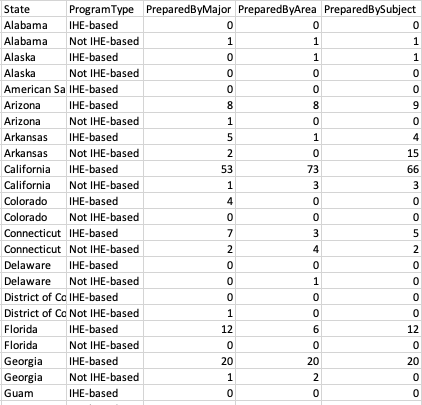 State ProgramType PreparedByMajor PreparedByArea PreparedBySubject
Alabama IHE-based 0 0 0
Alabama Not IHE-based 1 1 1
Alaska IHE-based 0 1 1
Alaska Not IHE-based 0 0 0
American Sa IHE-based 0 0 0
Arizona IHE-based 8 8 9
Arizona Not IHE-based 1 0 0
Arkansas IHE-based 5 1 4
Arkansas Not IHE-based 2 0 15
California IHE-based 53 73 66
California Not IHE-based 1 3 3
Colorado IHE-based 4 0 0
Colorado Not IHE-based 0 0 0
Connecticut IHE-based 7 3 5
Connecticut Not IHE-based 2 4 2
Delaware IHE-based 0 0 0
Delaware Not IHE-based 0 1 0
District of Co IHE-based 0 0 0
District of Co Not IHE-based 1 0 0
Florida IHE-based 12 6 12
Florida Not IHE-based 0 0 0
Georgia IHE-based 20 20 20
Georgia Not IHE-based 1 2 0
Guam IHE-based 0 0 0